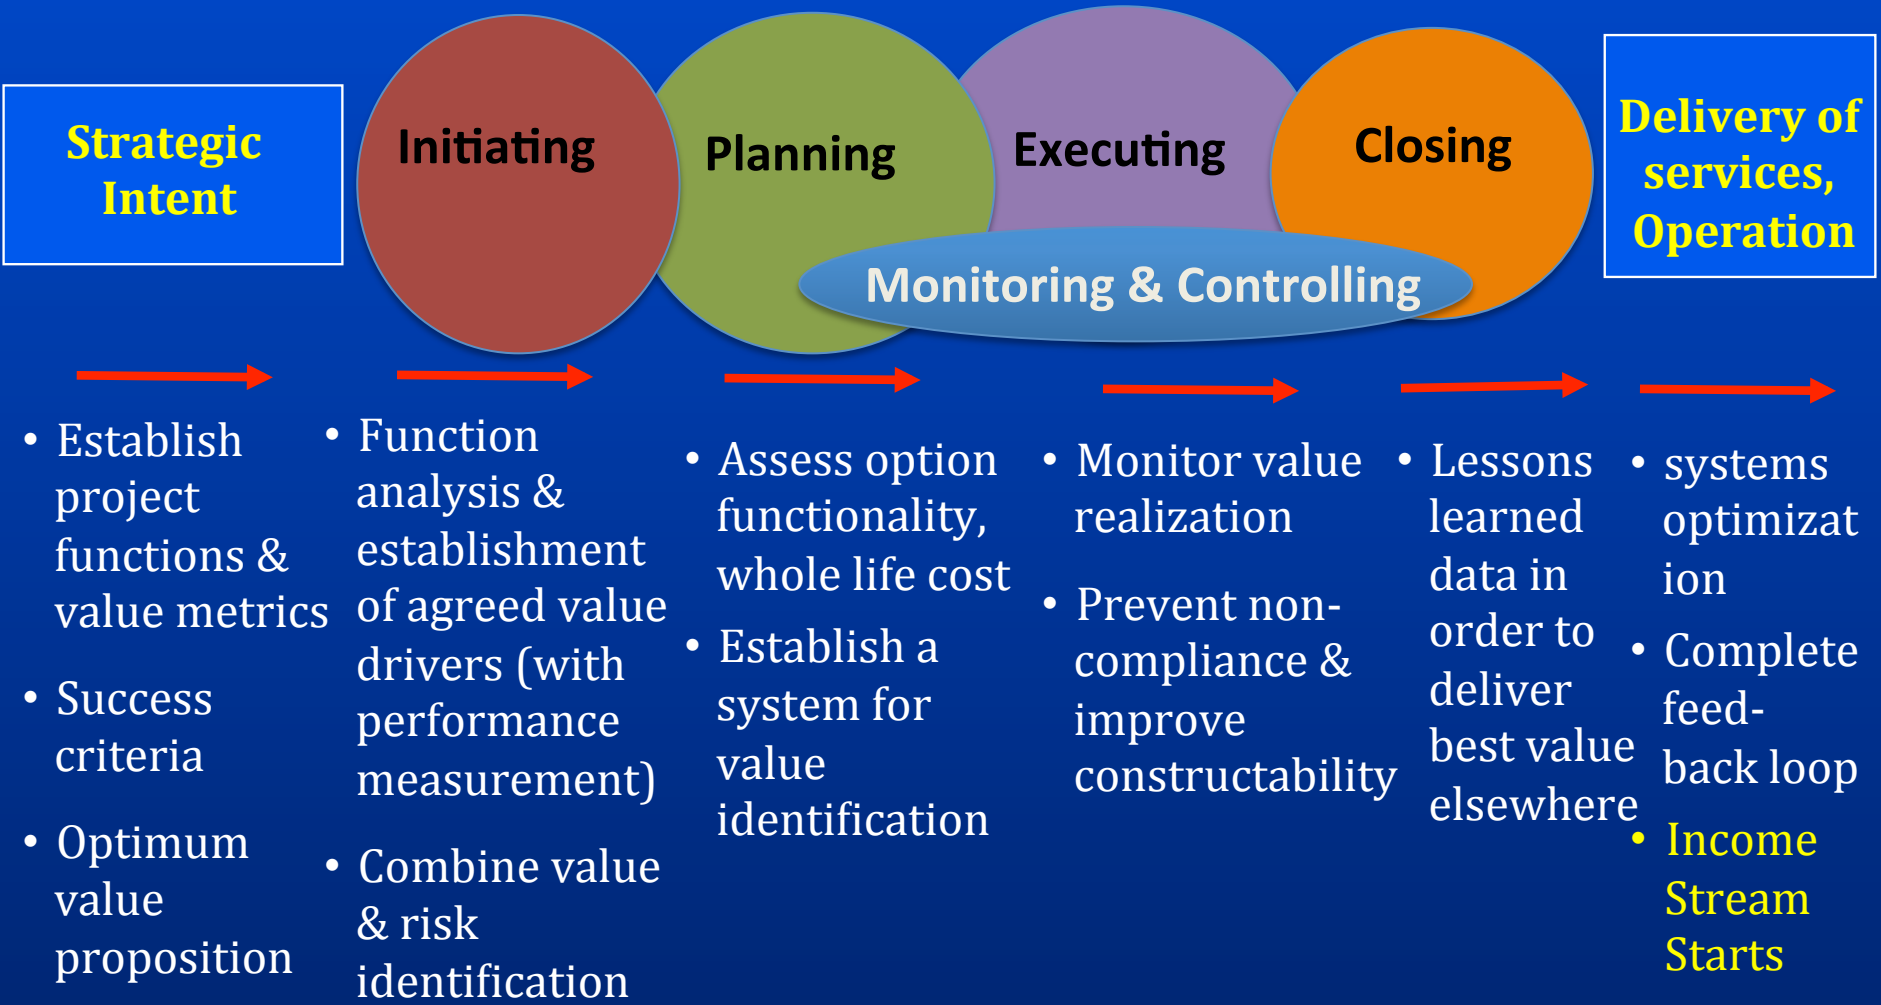 Strategic
Intent
Initiating
Planning
Executing
Closing
Monitoring & Controlling
Delivery of
services,
Operation
• Establish
project
functions &
value metrics
• Success
criteria
• Optimum
value
proposition
• Function
analysis &
establishment
of agreed value
drivers (with
performance
measurement)
• Combine value
& risk
identification
• Assess option
functionality,
whole life cost
• Establish a
system for
value
identification
• Monitor value
realization
• Prevent non-
compliance &
improve
constructability
• Lessons
learned
data in
order to
deliver
best value
elsewhere
• systems
optimizat
ion
• Complete
feed-
back loop
• Income
Stream
Starts